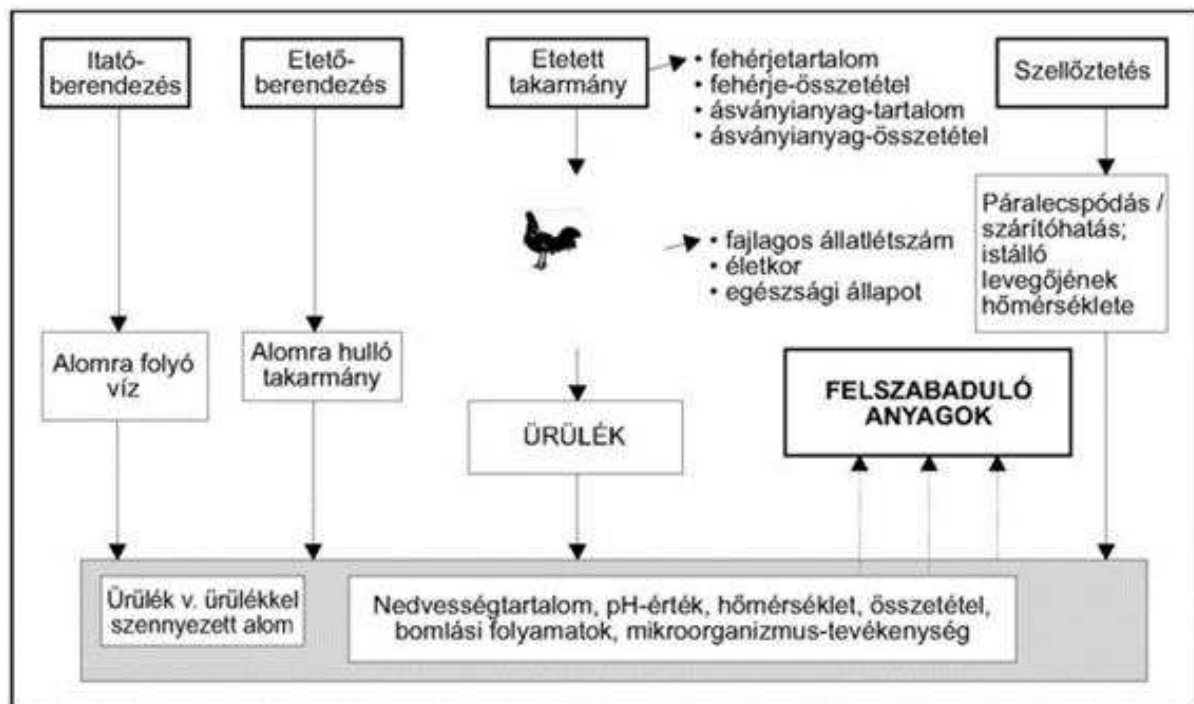 Itató-
berendezés
Etető-
berendezés
Etetett
takarmány
• fehérjetartalom
• fehérje-összetétel
• ásványianyag-tartalom
• ásványianyag-összetétel
Szellőztetés
Páralecspódás /
szárítóhatás;
istálló
levegőjének
hőmérséklete
• fajlagos állatlétszám
• életkor
• egészsági állapot
Alomra folyó
víz
Alomra hulló
takarmány
ÜRÜLÉK
FELSZABADULÓ
ANYAGOK
Ürülék v. ürülékkel
szennyezett alom
Nedvességtartalom, pH-érték, hőmérséklet, összetétel,
bomlási folyamatok, mikroorganizmus-tevékenység